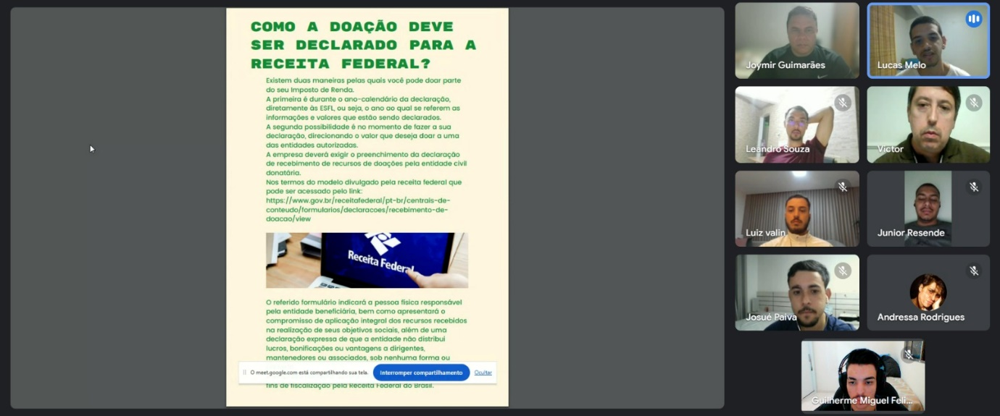 COMO A DOAÇÃO DEVE
SER DECLARADO PARA A
RECEITA FEDERAL?
Existem duas maneiras pelas quais você pode doar parte
do seu Imposto de Renda.
A primeira é durante o ano-calendário da declaração,
diretamente às ESFL, ou seja, o ano ao qual se referem as
informações e valores que estão sendo declarados.
A segunda possibilidade é no momento de fazer a sua
declaração, direcionando o valor que deseja doar a uma
das entidades autorizadas.
A empresa deverá exigir o preenchimento da declaração
de recebimento de recursos de doações pela entidade civil
donatária.
Nos termos do modelo divulgado pela receita federal que
pode ser acessado pelo link:
https://www.gov.br/receitafederal/pt-br/centrais-de-
conteudo/formularios/declaracoes/recebimento-de-
doacao/view
Receita Federal
O referido formulário indicará a pessoa física responsável
pela entidade beneficiária, bem como apresentará o
compromisso de aplicação integral dos recursos recebidos
na realização de seus objetivos sociais, além de uma
declaração expressa de que a entidade não distribui
lucros, bonificações ou vantagens a dirigentes,
mantenedores ou associados, sob nenhuma forma ou
O meet.google.com está compartilhando sua tela.
Interromper compartilhamento
Ocultar
fins de fiscalização pela Receita Federal do Brasil.
Joymir Guimarães
Lucas Melo
Leandro Souza
Victor
Luiz valin
Junior Resende
Josué Paiva
Andressa Rodrigues
Guilherme Miguel Feli...